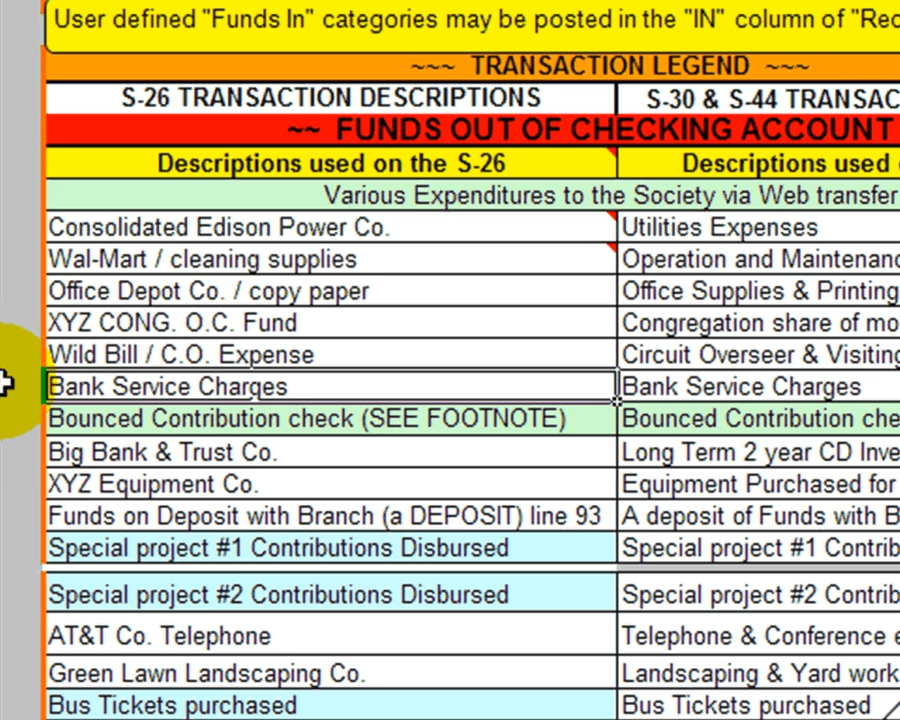 User defined "Funds In" categories may be posted in the "IN" column of "Rec
~~~ TRANSACTION LEGEND ~~~
S-26 TRANSACTION DESCRIPTIONS S-30 & S-44 TRANSAC
~~ FUNDS OUT OF CHECKING ACCOUNT
Descriptions used on the S-26 Descriptions used
Various Expenditures to the Society via Web transfer
Consolidated Edison Power Co. Utilities Expenses
Wal-Mart / cleaning supplies Operation and Maintenanc
Office Depot Co. / copy paper Office Supplies & Printing
XYZ CONG. O.C. Fund Congregation share of mo
Wild Bill / C.O. Expense Circuit Overseer & Visiting
Bank Service Charges Bank Service Charges
Bounced Contribution check (SEE FOOTNOTE) Bounced Contribution che
Big Bank & Trust Co. Long Term 2 year CD Inve
XYZ Equipment Co. Equipment Purchased for
Funds on Deposit with Branch (a DEPOSIT) line 93 A deposit of Funds with B
Special project #1 Contributions Disbursed Special project #1 Contrib
Special project #2 Contributions Disbursed Special project #2 Contrib
AT&T Co. Telephone Telephone & Conference e
Green Lawn Landscaping Co. Landscaping & Yard work
Bus Tickets purchased Bus Tickets purchased